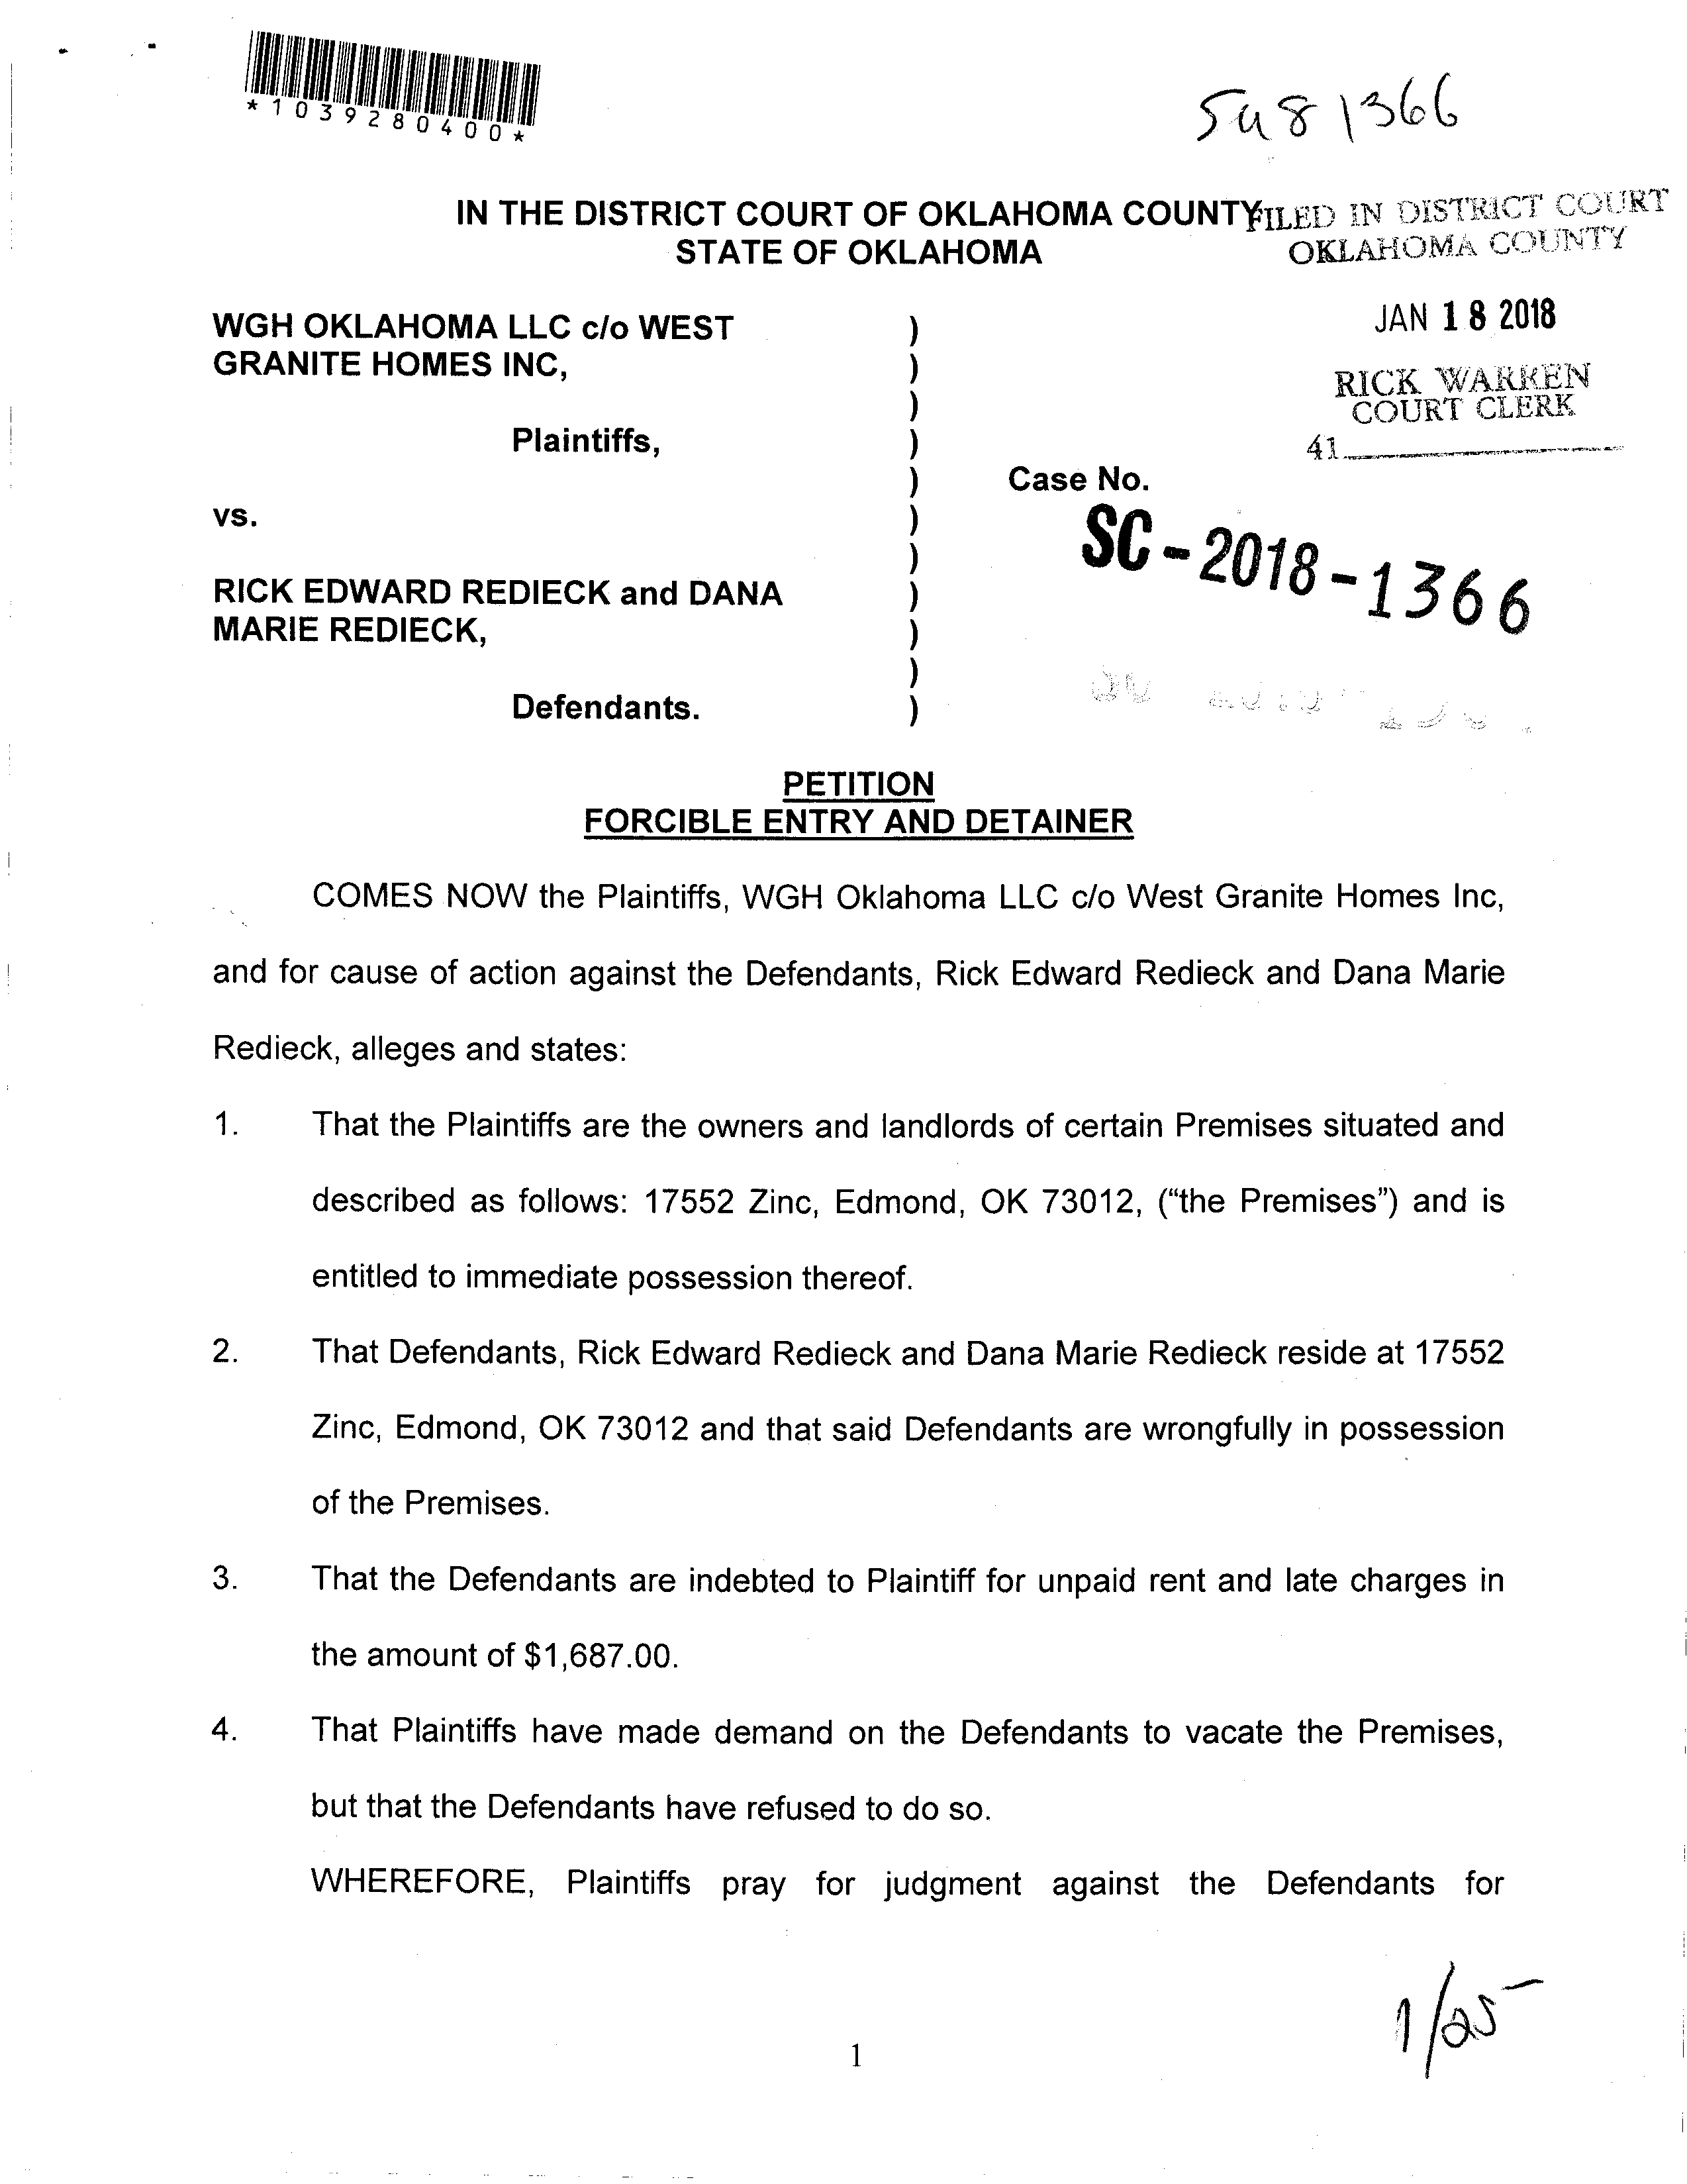 *1039280400*
IN THE DISTRICT COURT OF OKLAHOMA COUNTY
STATE OF OKLAHOMA
FILED IN DISTRICT COURT
OKLAHOMA COUNTY
JAN 18 2018
RICK WARREN
COURT CLERK
41
WGH OKLAHOMA LLC c/o WEST )
GRANITE HOMES INC, )
)
Plaintiffs, )
) Case No.
vs. )
SC-2018-1366
)
RICK EDWARD REDIECK and DANA )
MARIE REDIECK, )
)
Defendants. )
PETITION
FORCIBLE ENTRY AND DETAINER
COMES NOW the Plaintiffs, WGH Oklahoma LLC c/o West Granite Homes Inc,
and for cause of action against the Defendants, Rick Edward Redieck and Dana Marie
Redieck, alleges and states:
1. That the Plaintiffs are the owners and landlords of certain Premises situated and
described as follows: 17552 Zinc, Edmond, OK 73012, (“the Premises”) and is
entitled to immediate possession thereof.
2. That Defendants, Rick Edward Redieck and Dana Marie Redieck reside at 17552
Zinc, Edmond, OK 73012 and that said Defendants are wrongfully in possession
of the Premises.
3. That the Defendants are indebted to Plaintiff for unpaid rent and late charges in
the amount of $1,687.00.
4. That Plaintiffs have made demand on the Defendants to vacate the Premises,
but that the Defendants have refused to do so.
WHEREFORE, Plaintiffs pray for judgment against the Defendants for
1/25
1